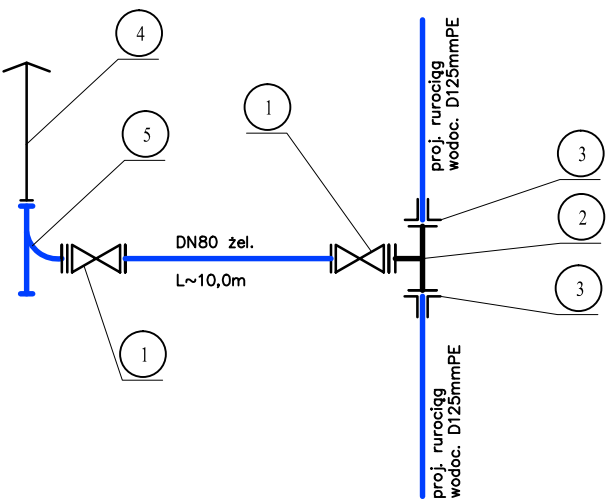 4
5
1
proj. rurociąg
wodoc. D125mmPE
3
2
3
DN80 żel.
L~10,0m
1
proj. rurociąg
wodoc. D125mmPE